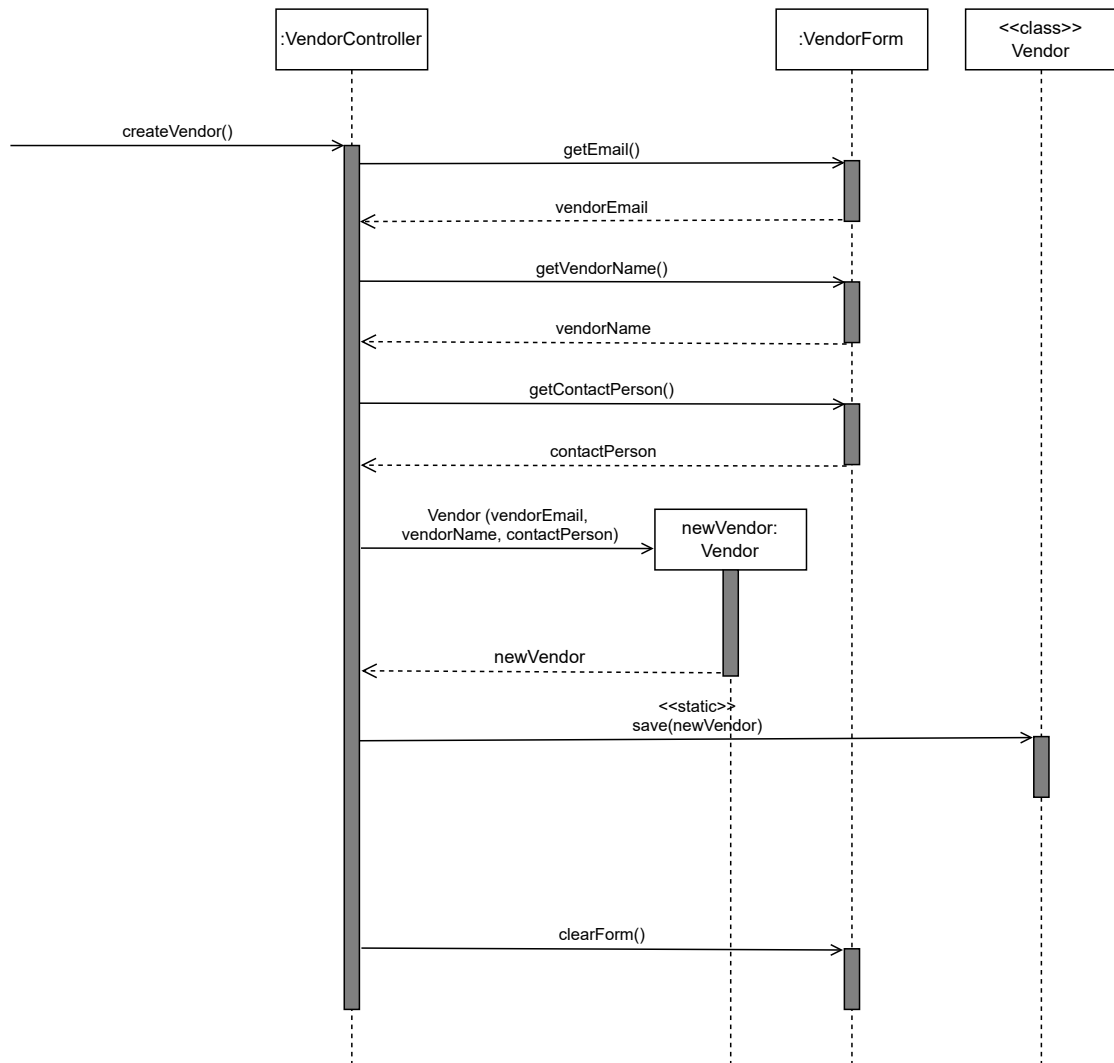 :VendorController
:VendorForm
<<class>>
Vendor
createVendor()
getEmail()
vendorEmail
getVendorName()
vendorName
getContactPerson()
contactPerson
Vendor (vendorEmail,
vendorName, contactPerson)
newVendor:
Vendor
newVendor
<<static>>
save(newVendor)
clearForm()